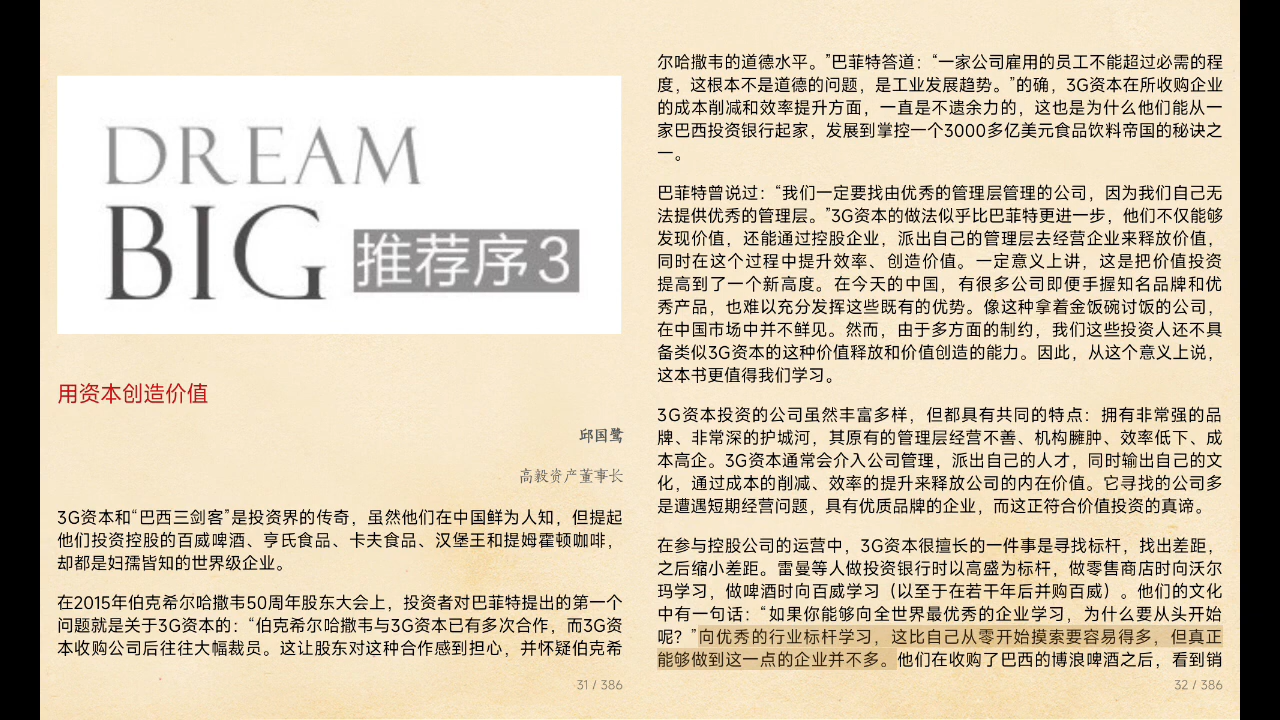 DREAM
BIG 推荐序3
用资本创造价值
邱国鹭
高毅资产董事长
3G资本和“巴西三剑客”是投资界的传奇，虽然他们在中国鲜为人知，但提起
他们投资控股的百威啤酒、亨氏食品、卡夫食品、汉堡王和提姆霍顿咖啡，
却都是妇孺皆知的世界级企业。
在2015年伯克希尔哈撒韦50周年股东大会上，投资者对巴菲特提出的第一个
问题就是关于3G资本的：“伯克希尔哈撒韦与3G资本已有多次合作，而3G资
本收购公司后往往大幅裁员。这让股东对这种合作感到担心，并怀疑伯克希
31 / 386
尔哈撒韦的道德水平。”巴菲特答道：“一家公司雇用的员工不能超过必需的程
度，这根本不是道德的问题，是工业发展趋势。”的确，3G资本在所收购企业
的成本削减和效率提升方面，一直是不遗余力的，这也是为什么他们能从一
家巴西投资银行起家，发展到掌控一个3000多亿美元食品饮料帝国的秘诀之
一。
巴菲特曾说过：“我们一定要找由优秀的管理层管理的公司，因为我们自己无
法提供优秀的管理层。”3G资本的做法似乎比巴菲特更进一步，他们不仅能够
发现价值，还能通过控股企业，派出自己的管理层去经营企业来释放价值，
同时在这个过程中提升效率、创造价值。一定意义上讲，这是把价值投资
提高到了一个新高度。在今天的中国，有很多公司即便手握知名品牌和优
秀产品，也难以充分发挥这些既有的优势。像这种拿着金饭碗讨饭的公司，
在中国市场中并不鲜见。然而，由于多方面的制约，我们这些投资人还不具
备类似3G资本的这种价值释放和价值创造的能力。因此，从这个意义上说，
这本书更值得我们学习。
3G资本投资的公司虽然丰富多样，但都具有共同的特点：拥有非常强的品
牌、非常深的护城河，其原有的管理层经营不善、机构臃肿、效率低下、成
本高企。3G资本通常会介入公司管理，派出自己的人才，同时输出自己的文
化，通过成本的削减、效率的提升来释放公司的内在价值。它寻找的公司多
是遭遇短期经营问题，具有优质品牌的企业，而这正符合价值投资的真谛。
在参与控股公司的运营中，3G资本很擅长的一件事是寻找标杆，找出差距，
之后缩小差距。雷曼等人做投资银行时以高盛为标杆，做零售商店时向沃尔
玛学习，做啤酒时向百威学习（以至于在若干年后并购百威）。他们的文化
中有一句话：“如果你能够向全世界最优秀的企业学习，为什么要从头开始
呢？”向优秀的行业标杆学习，这比自己从零开始摸索要容易得多，但真正
能够做到这一点的企业并不多。他们在收购了巴西的博浪啤酒之后，看到销
32 / 386